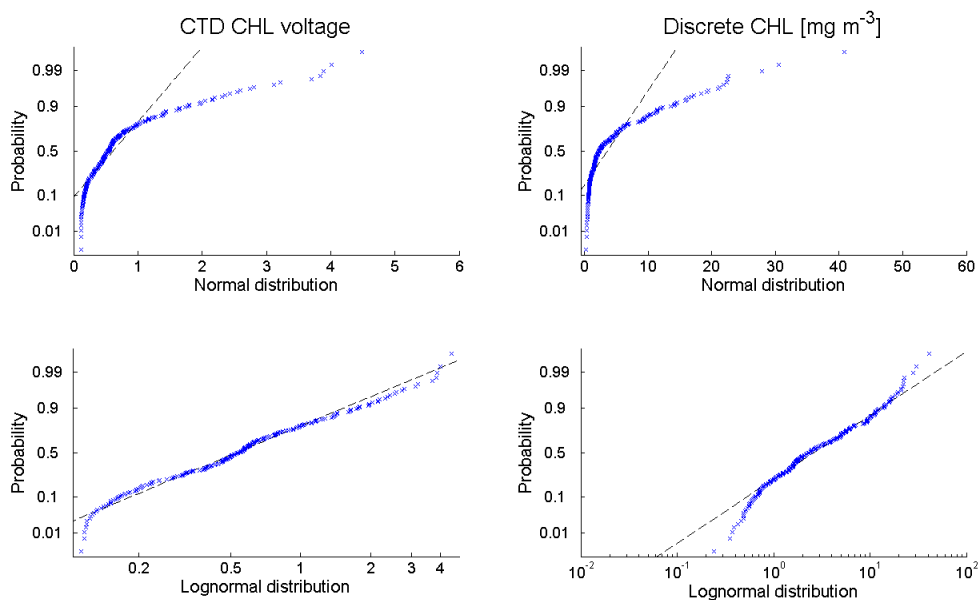 CTD CHL voltage
Discrete CHL [mg m-3]
Probability
0.99
0.9
0.5
0.1
0.01
0 1 2 3 4 5 6
Normal distribution
Probability
0.99
0.9
0.5
0.1
0.01
0 10 20 30 40 50 60
Normal distribution
Probability
0.99
0.9
0.5
0.1
0.01
0.2 0.5 1 2 3 4
Lognormal distribution
Probability
0.99
0.9
0.5
0.1
0.01
10-2 10-1 100 101 102
Lognormal distribution